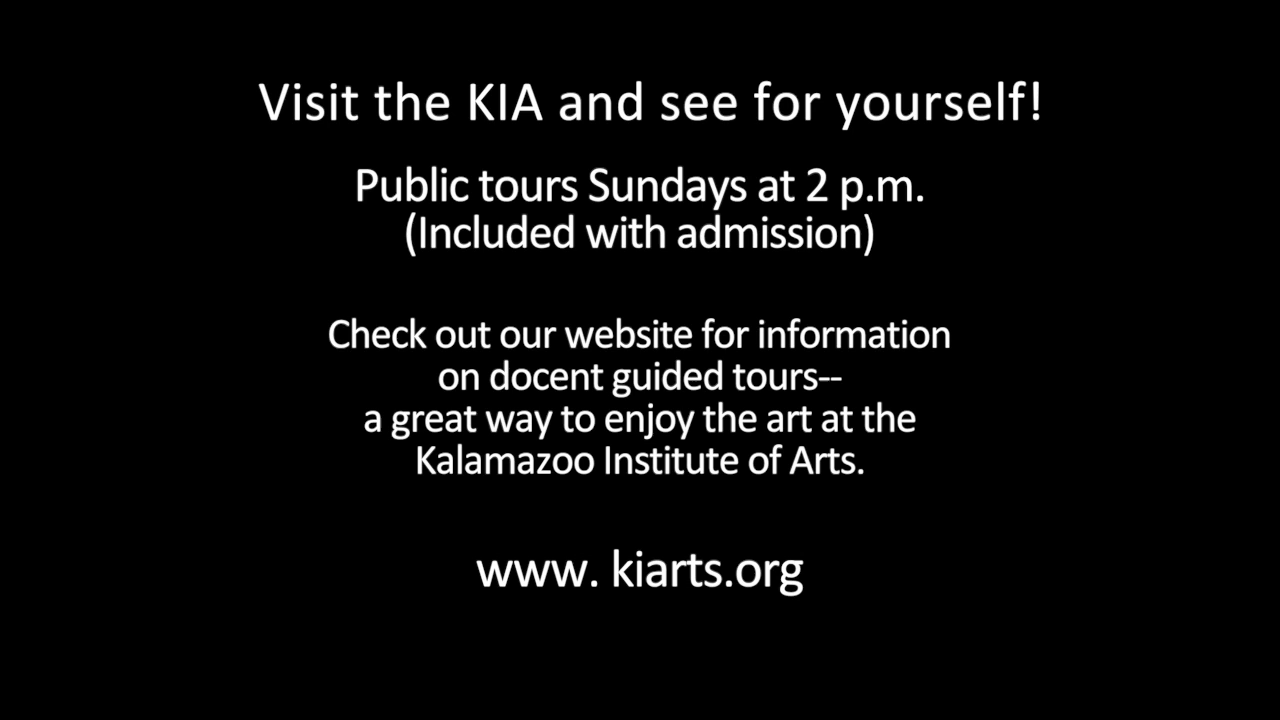 Visit the KIA and see for yourself!
Public tours Sundays at 2 p.m.
(Included with admission)
Check out our website for information
on docent guided tours--
a great way to enjoy the art at the
Kalamazoo Institute of Arts.
www. kiarts.org